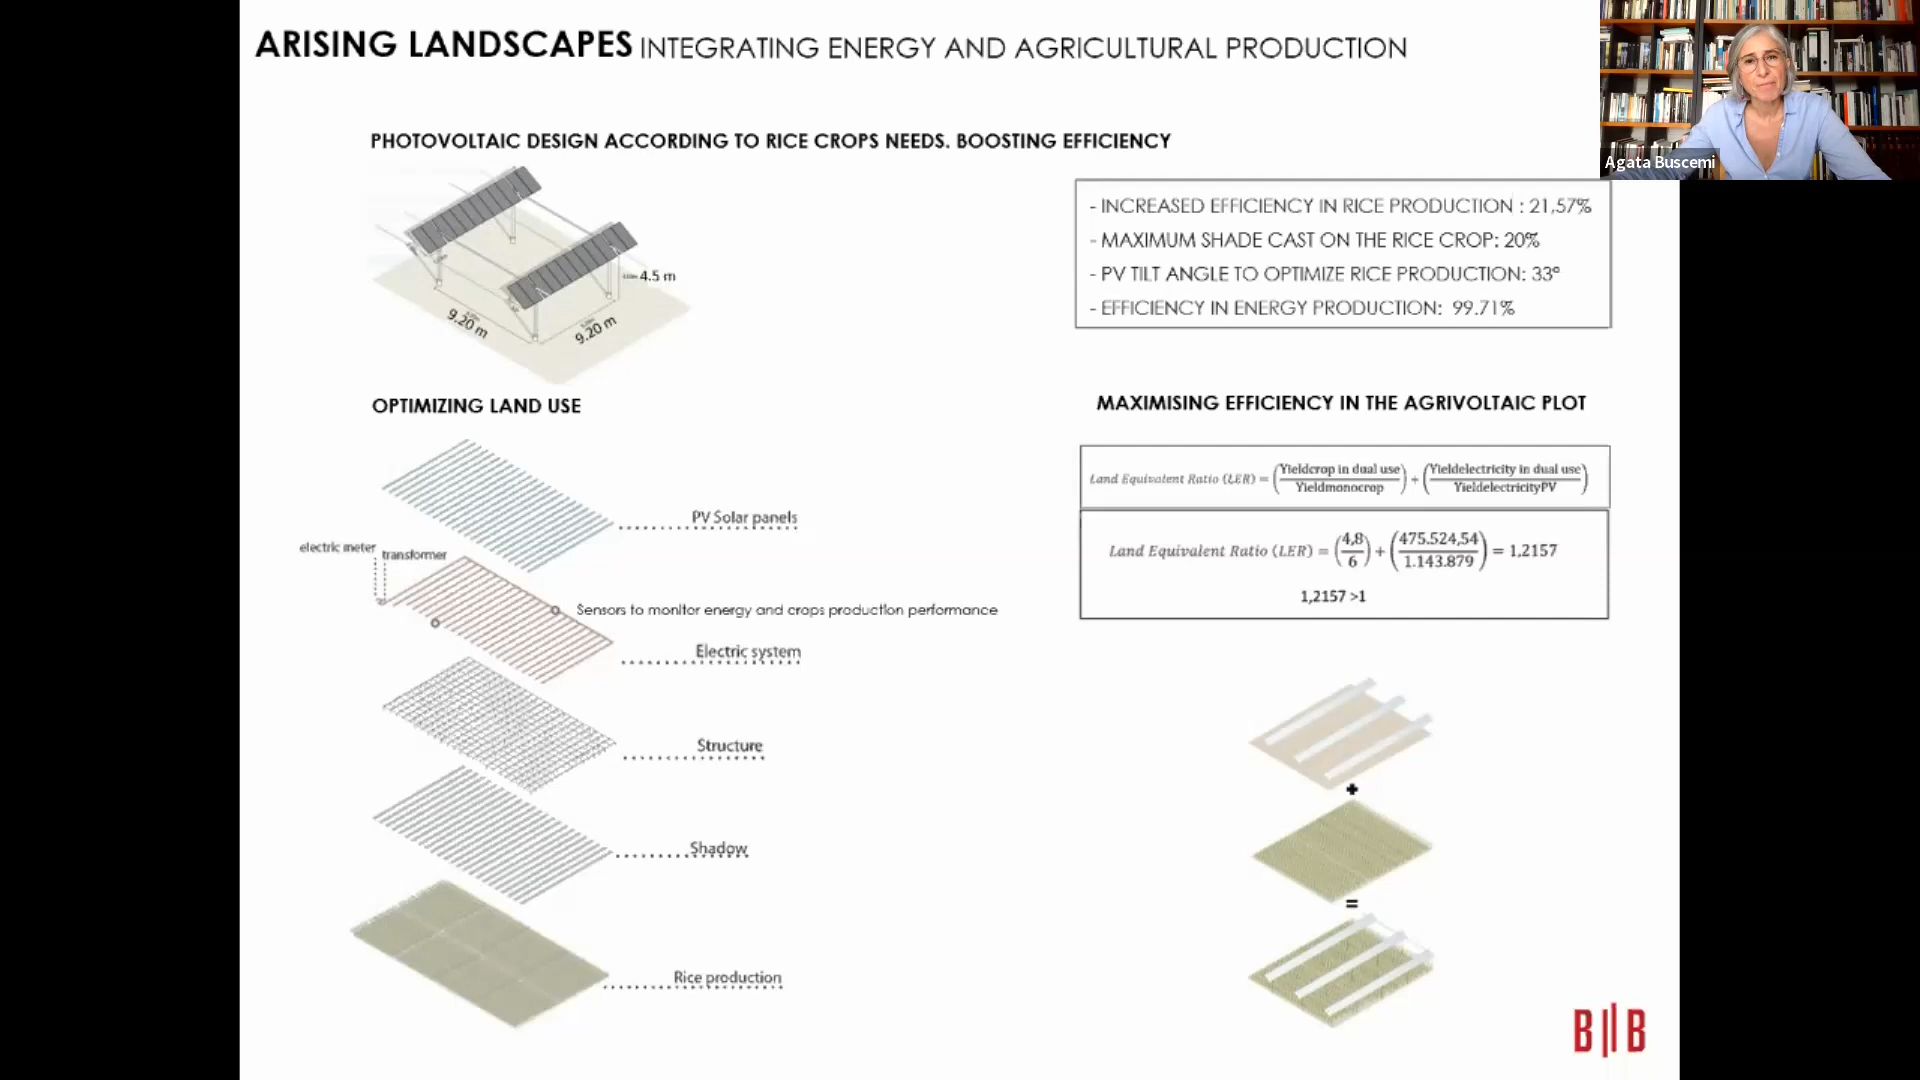 ARISING LANDSCAPES INTEGRATING ENERGY AND AGRICULTURAL PRODUCTION
Agata Buscemi
PHOTOVOLTAIC DESIGN ACCORDING TO RICE CROPS NEEDS. BOOSTING EFFICIENCY
4.5 m
9.20 m
9.20 m
- INCREASED EFFICIENCY IN RICE PRODUCTION : 21,57%
- MAXIMUM SHADE CAST ON THE RICE CROP: 20%
- PV TILT ANGLE TO OPTIMIZE RICE PRODUCTION: 33º
- EFFICIENCY IN ENERGY PRODUCTION: 99.71%
OPTIMIZING LAND USE
PV Solar panels
electric meter
transformer
Sensors to monitor energy and crops production performance
Electric system
Structure
Shadow
Rice production
MAXIMISING EFFICIENCY IN THE AGRIVOLTAIC PLOT
Land Equivalent Ratio (LER) = (Yieldcrop in dual use / Yieldmonocrop) + (Yieldelectricity in dual use / YieldelectricityPV)
Land Equivalent Ratio (LER) = (4,8 / 6) + (475.524,54 / 1.143.879) = 1,2157
1,2157 >1
+
=
B||B